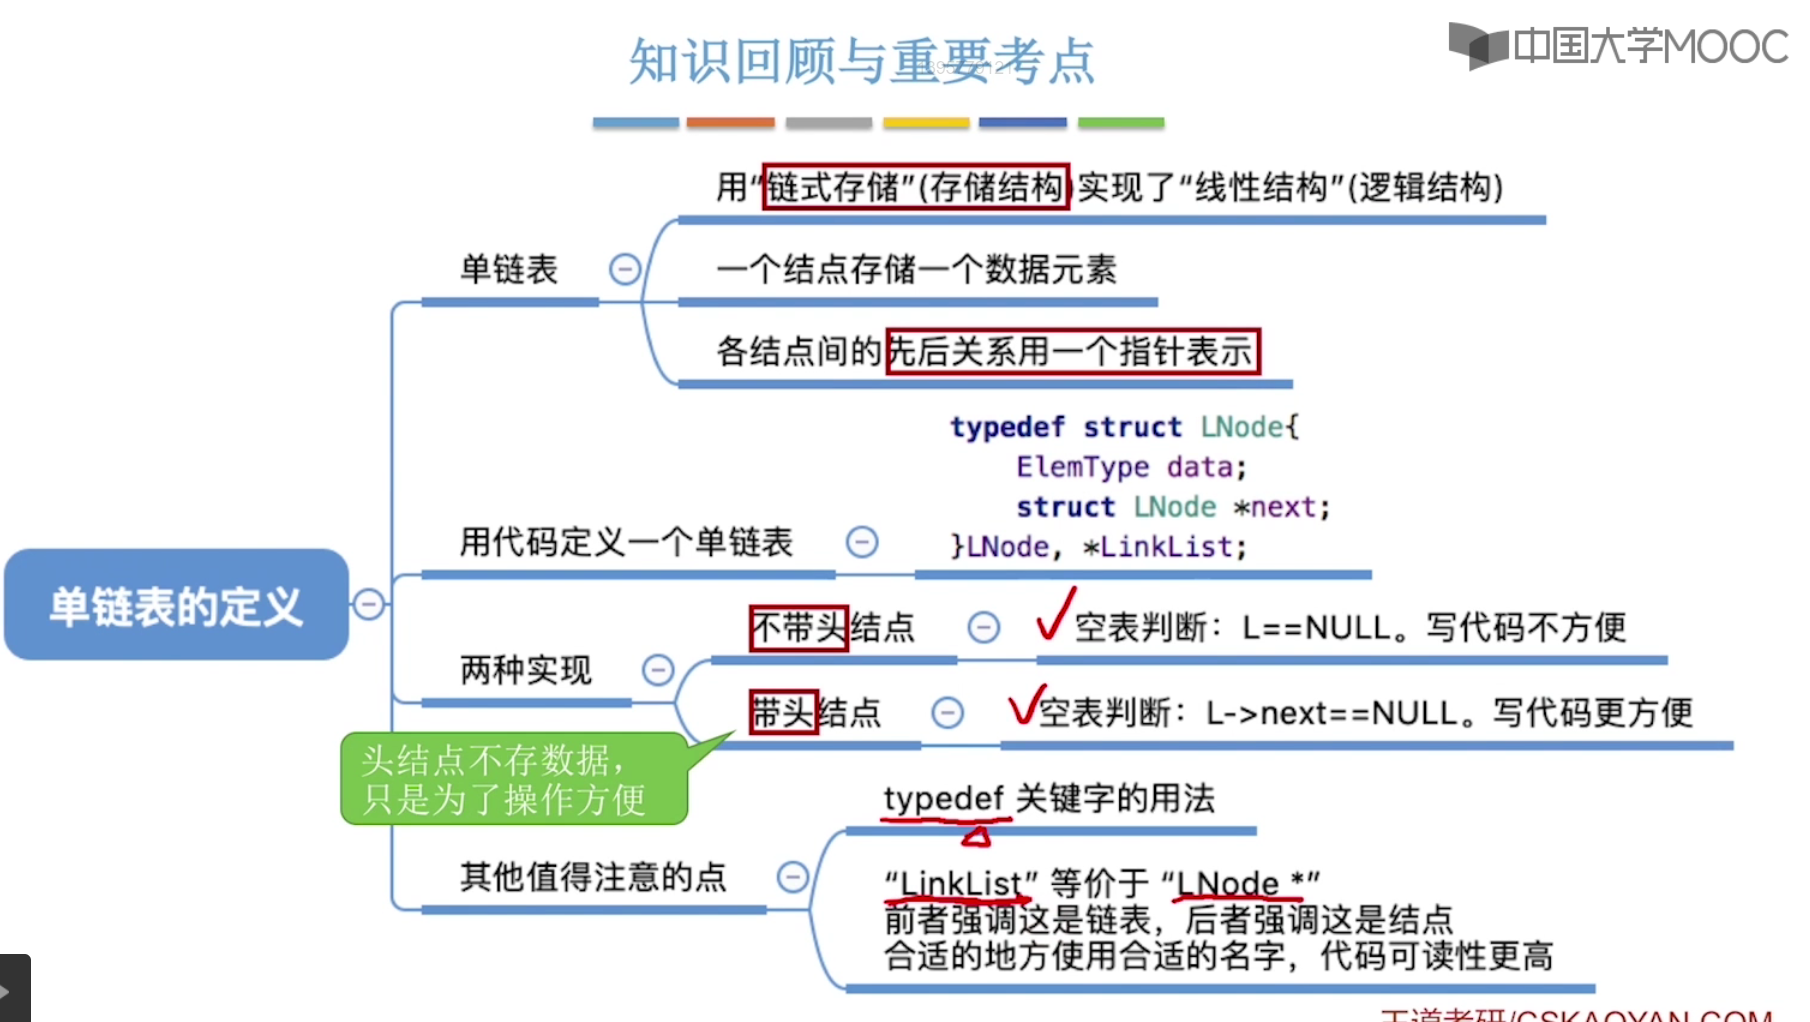 知识回顾与重要考点
中国大学MOOC
用“链式存储”(存储结构)实现了“线性结构”(逻辑结构)
单链表
一个结点存储一个数据元素
各结点间的先后关系用一个指针表示
typedef struct LNode{
ElemType data;
struct LNode *next;
}LNode, *LinkList;
用代码定义一个单链表
单链表的定义
不带头结点
空表判断：L==NULL。写代码不方便
两种实现
带头结点
空表判断：L->next==NULL。写代码更方便
头结点不存数据，
只是为了操作方便
typedef 关键字的用法
其他值得注意的点
“LinkList” 等价于 “LNode *”
前者强调这是链表，后者强调这是结点
合适的地方使用合适的名字，代码可读性更高
王道考研/CSKAOYAN.COM